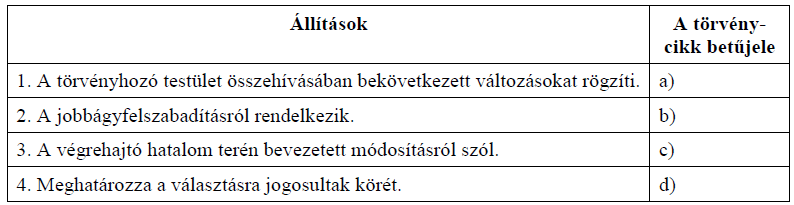 Állítások
A törvény-
cikk betűjele
1. A törvényhozó testület összehívásában bekövetkezett változásokat rögzíti. a)
2. A jobbágyfelszabadításról rendelkezik. b)
3. A végrehajtó hatalom terén bevezetett módosításról szól. c)
4. Meghatározza a választásra jogosultak körét. d)